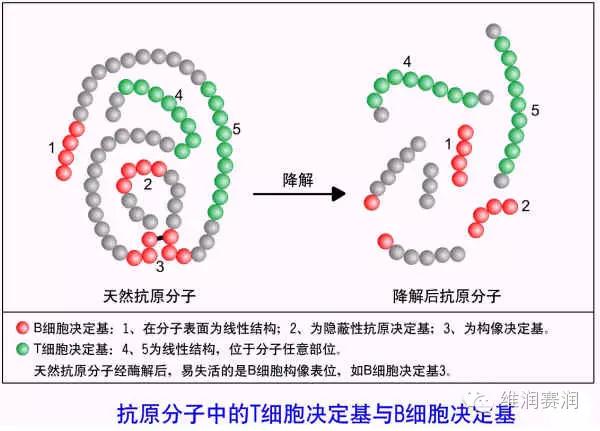 1
4
5
2
3
降解
4
5
1
2
天然抗原分子
降解后抗原分子
B细胞决定基：1、在分子表面为线性结构；2、为隐蔽性抗原决定基；3、为构像决定基。
T细胞决定基：4、5为线性结构，位于分子任意部位。
天然抗原分子经酶解后，易失活的是B细胞构像表位，如B细胞决定基3。
维润赛润
抗原分子中的T细胞决定基与B细胞决定基